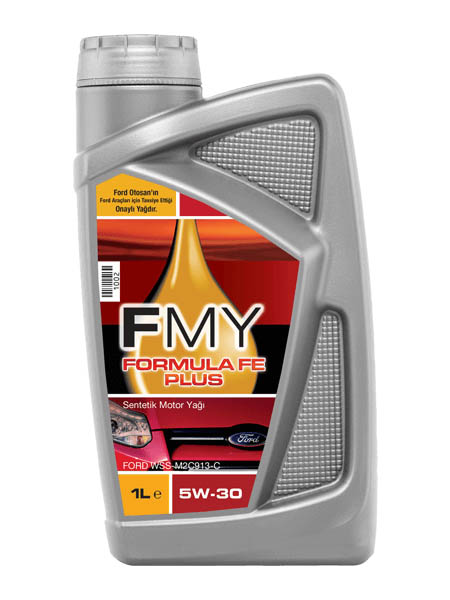 Ford Otosan'ın
Ford Araçları için Tavsiye Ettiği
Onaylı Yağdır.
1002
FMY
FORMULA FE
PLUS
Sentetik Motor Yağı
Ford
FORD WSS-M2C913-C
1L e
5W-30